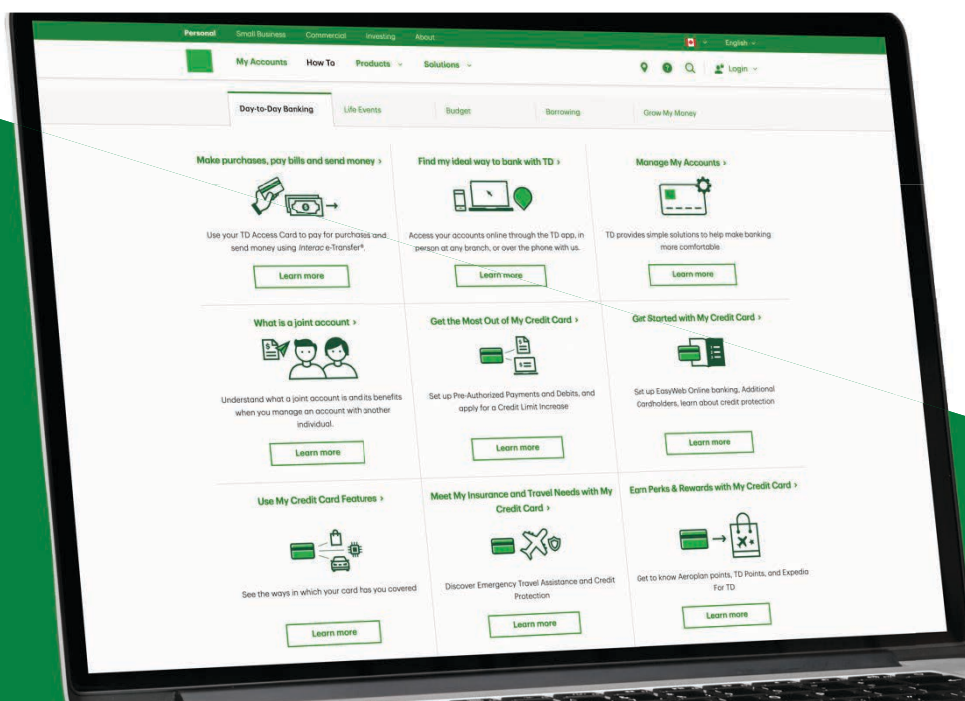 Personal Small Business Commercial Investing About English
My Accounts How To Products Solutions Login
Day-to-Day Banking Life Events Budget Borrowing Grow My Money
Make purchases, pay bills and send money ›
Use your TD Access Card to pay for purchases and
send money using Interac e-Transfer®.
Learn more
Find my ideal way to bank with TD ›
Access your accounts online through the TD app, in
person at any branch, or over the phone with us.
Learn more
Manage My Accounts ›
TD provides simple solutions to help make banking
more comfortable
Learn more
What is a joint account ›
Understand what a joint account is and its benefits
when you manage an account with another
individual.
Learn more
Get the Most Out of My Credit Card ›
Set up Pre-Authorized Payments and Debits, and
apply for a Credit Limit Increase
Learn more
Get Started with My Credit Card ›
Set up EasyWeb Online banking, Additional
Cardholders, learn about credit protection
Learn more
Use My Credit Card Features ›
See the ways in which your card has you covered
Learn more
Meet My Insurance and Travel Needs with My
Credit Card ›
Discover Emergency Travel Assistance and Credit
Protection
Learn more
Earn Perks & Rewards with My Credit Card ›
Get to know Aeroplan points, TD Points, and Expedia
For TD
Learn more